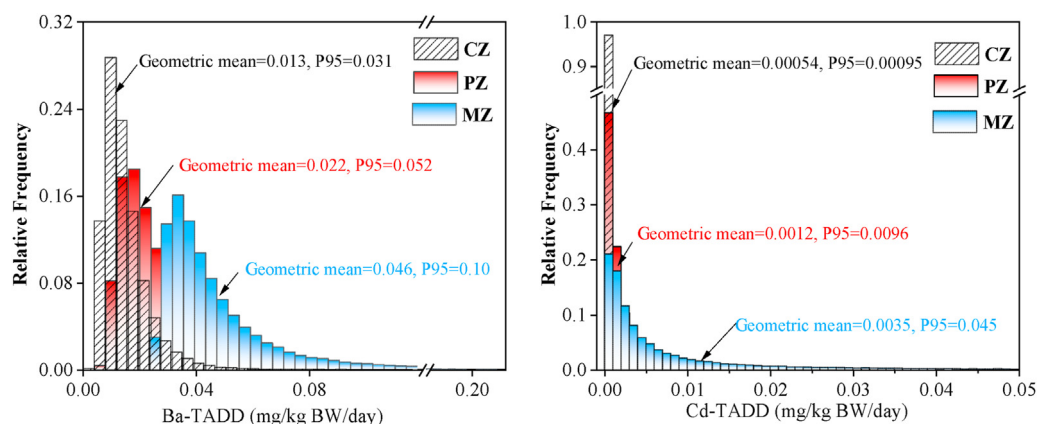 0.32
0.24
0.16
0.08
0.00
Relative Frequency
CZ
PZ
MZ
Geometric mean=0.013, P95=0.031
Geometric mean=0.022, P95=0.052
Geometric mean=0.046, P95=0.10
0.00 0.04 0.08 0.20
Ba-TADD (mg/kg BW/day)
1.0
0.9
0.4
0.3
0.2
0.1
0.0
Relative Frequency
CZ
PZ
MZ
Geometric mean=0.00054, P95=0.00095
Geometric mean=0.0012, P95=0.0096
Geometric mean=0.0035, P95=0.045
0.00 0.01 0.02 0.03 0.04 0.05
Cd-TADD (mg/kg BW/day)